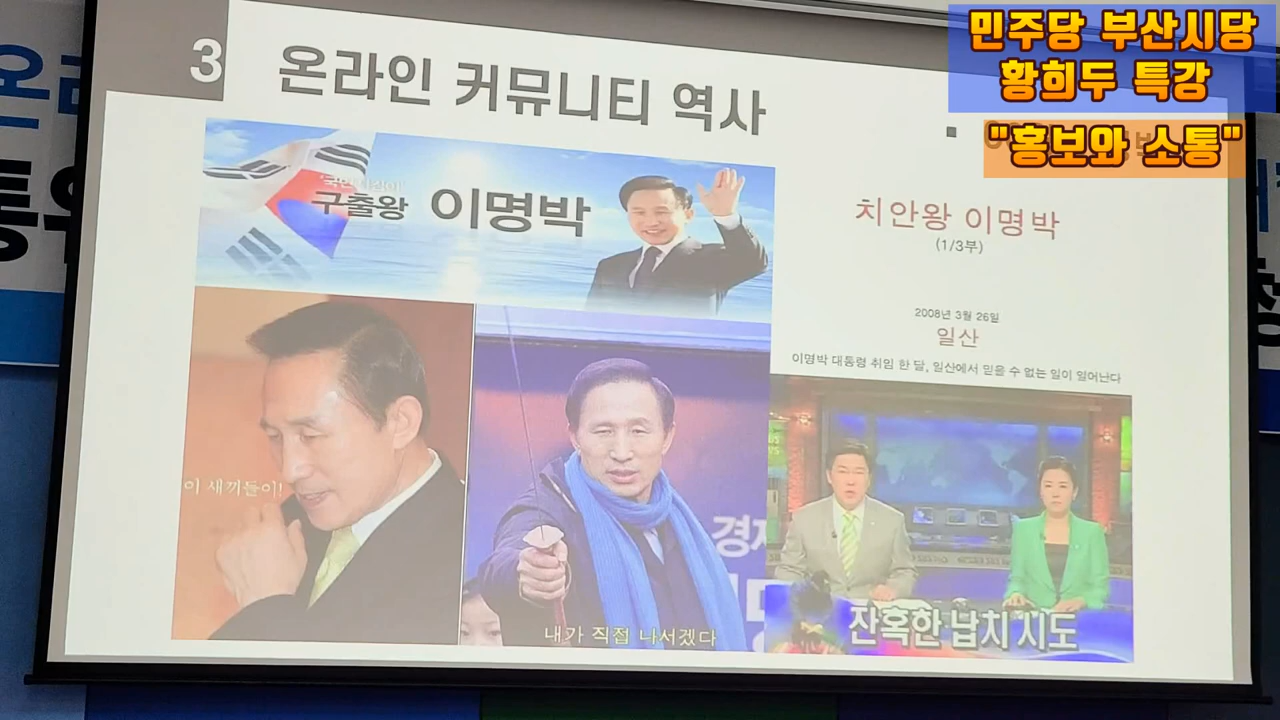 민주당 부산시당
황희두 특강
"홍보와 소통"
3
온라인 커뮤니티 역사
구출왕 이명박
치안왕 이명박
(1/3부)
2008년 3월 26일
일산
이명박 대통령 취임 한 달, 일산에서 믿을 수 없는 일이 일어난다
이 새끼들이!
내가 직접 나서겠다
잔혹한 납치 시도